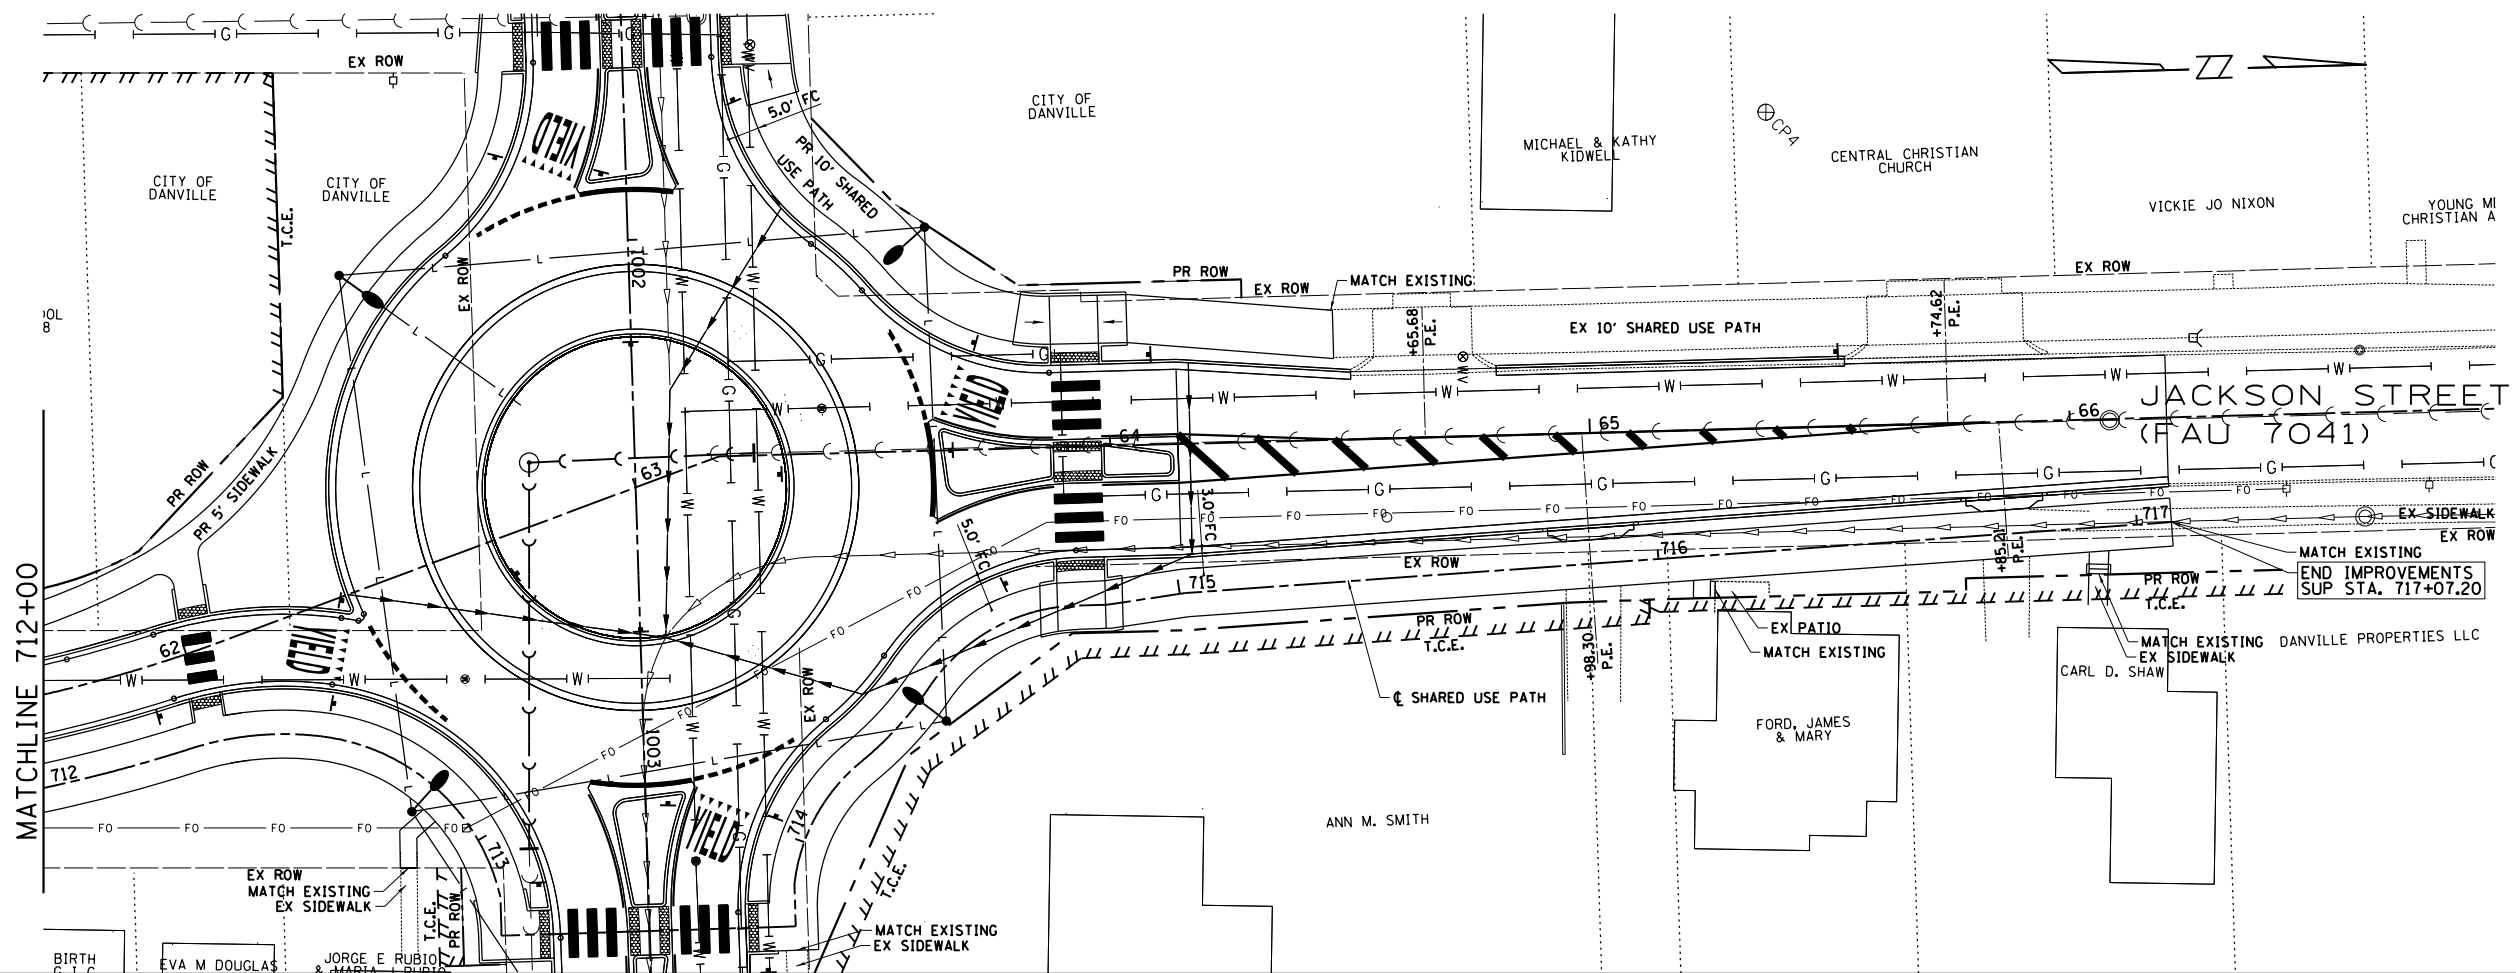 EX ROW
CITY OF
DANVILLE
CITY OF
DANVILLE
T.C.E.
CITY OF
DANVILLE
5.0' FC
PR 10' SHARED
USE PATH
MICHAEL & KATHY
KIDWELL
CP4
CENTRAL CHRISTIAN
CHURCH
VICKIE JO NIXON
YOUNG
CHRISTIAN A
YIELD
1002
EX ROW
PR ROW
EX ROW
MATCH EXISTING
EX ROW
EX 10' SHARED USE PATH
+65.68
P.E.
+74.62
P.E.
JACKSON STREET
(FAU 7041)
YIELD
62
63
64
65
66
PR ROW
PR 5' SIDEWALK
MATCHLINE 712+00
YIELD
5.0' FC
3.0' FC
EX ROW
715
716
717
+85.21
P.E.
EX SIDEWALK
EX ROW
MATCH EXISTING
END IMPROVEMENTS
SUP STA. 717+07.20
PR ROW
T.C.E.
PR ROW
T.C.E.
+98.30
P.E.
EX PATIO
MATCH EXISTING
MATCH EXISTING
EX SIDEWALK
DANVILLE PROPERTIES LLC
CARL D. SHAW
℄ SHARED USE PATH
FORD, JAMES
& MARY
ANN M. SMITH
EX ROW
1003
YIELD
712
713
714
T.C.E.
EX ROW
MATCH EXISTING
EX SIDEWALK
T.C.E.
PR ROW
MATCH EXISTING
EX SIDEWALK
BIRTH
EVA M DOUGLAS
JORGE E RUBIO
& MARIA J RUBIO